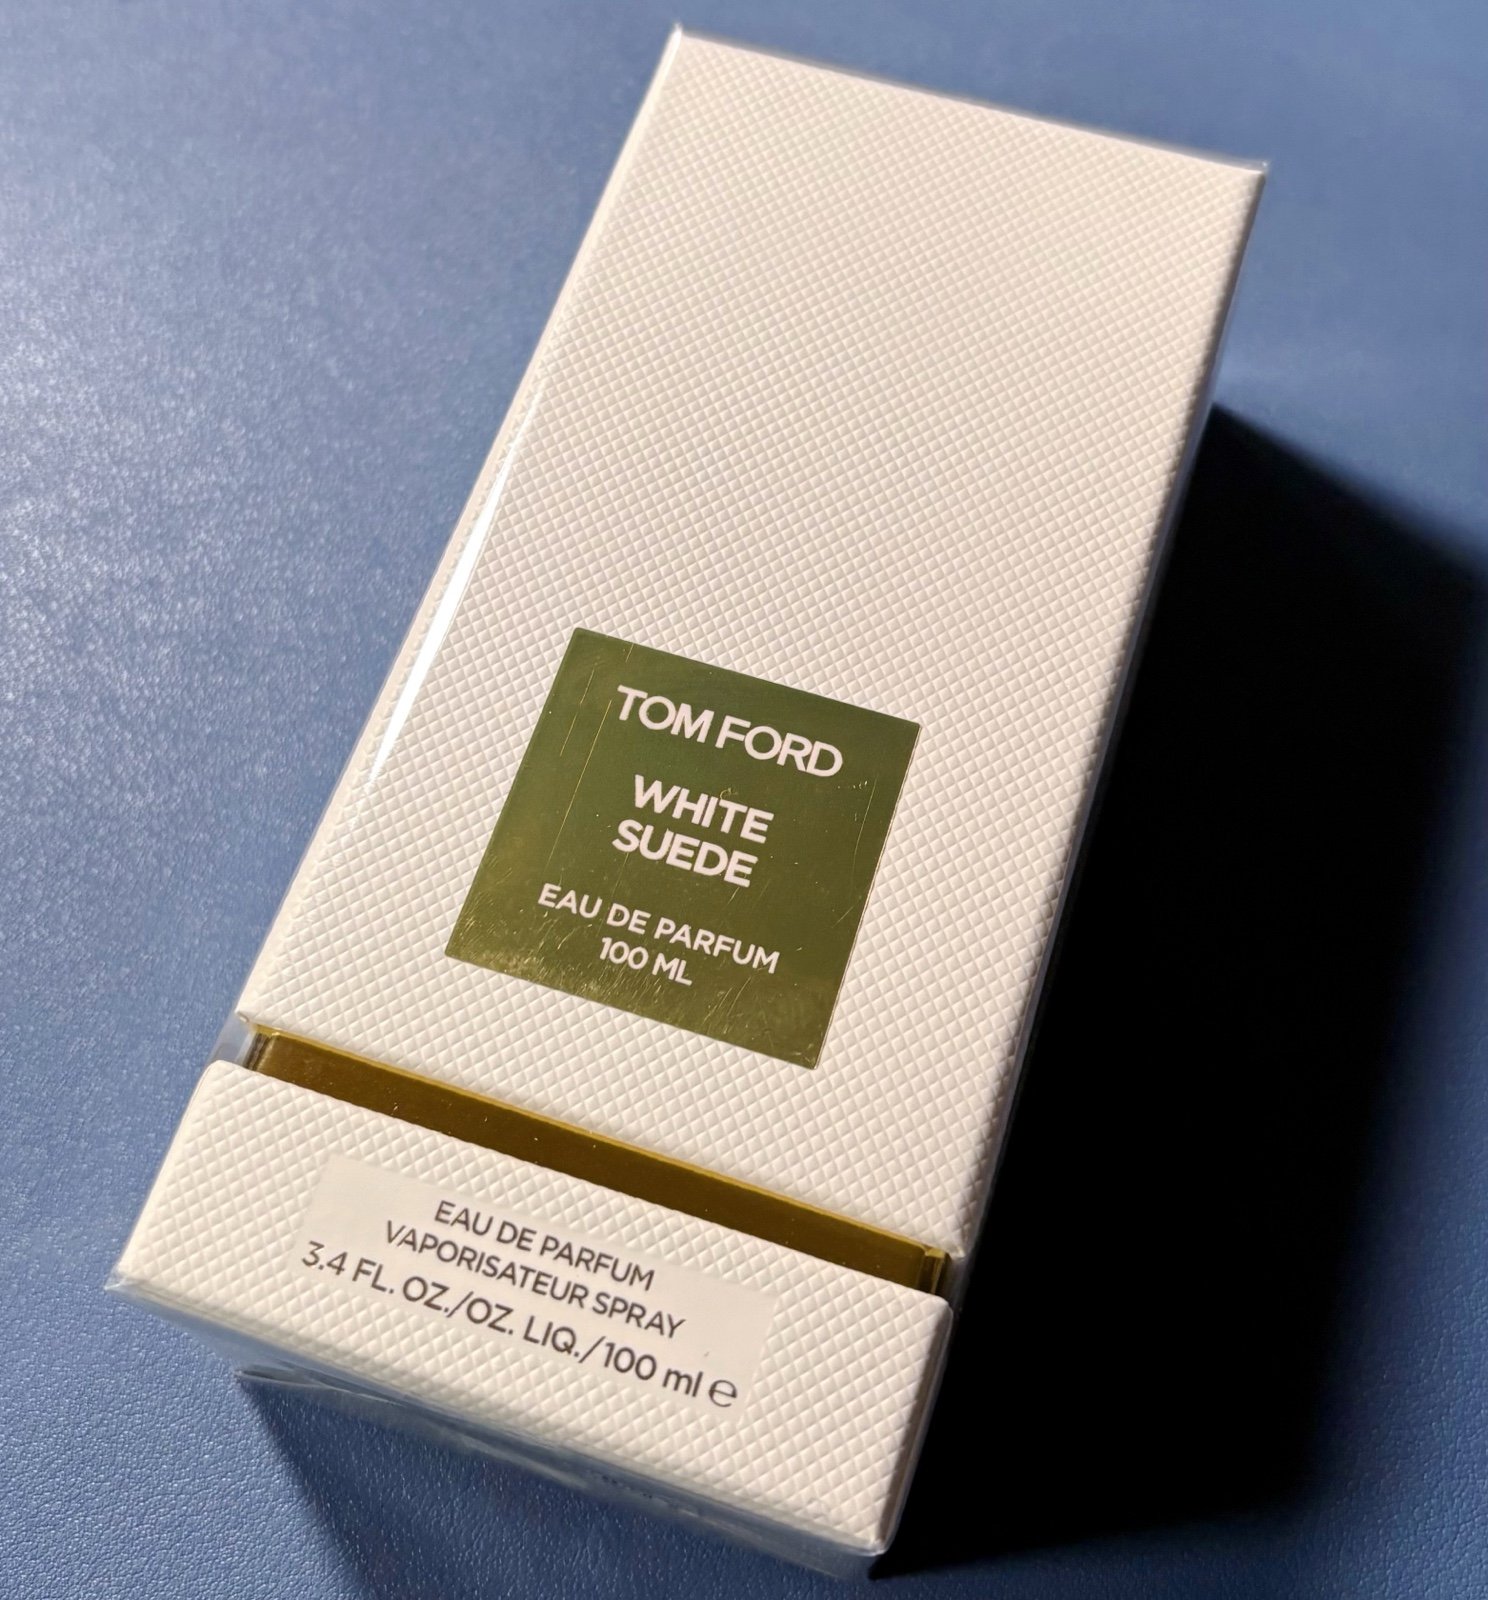 TOM FORD
WHITE
SUEDE
EAU DE PARFUM
100 ML
EAU DE PARFUM
VAPORISATEUR SPRAY
3.4 FL. OZ./OZ. LIQ./100 ml ℮